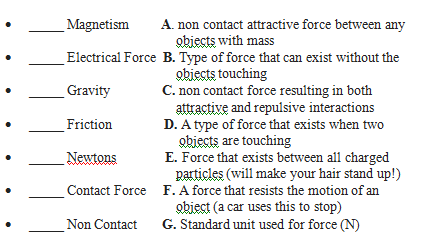 • _____ Magnetism A. non contact attractive force between any
objects with mass
• _____ Electrical Force B. Type of force that can exist without the
objects touching
• _____ Gravity C. non contact force resulting in both
attractive and repulsive interactions
• _____ Friction D. A type of force that exists when two
objects are touching
• _____ Newtons E. Force that exists between all charged
particles (will make your hair stand up!)
• _____ Contact Force F. A force that resists the motion of an
object (a car uses this to stop)
• _____ Non Contact G. Standard unit used for force (N)